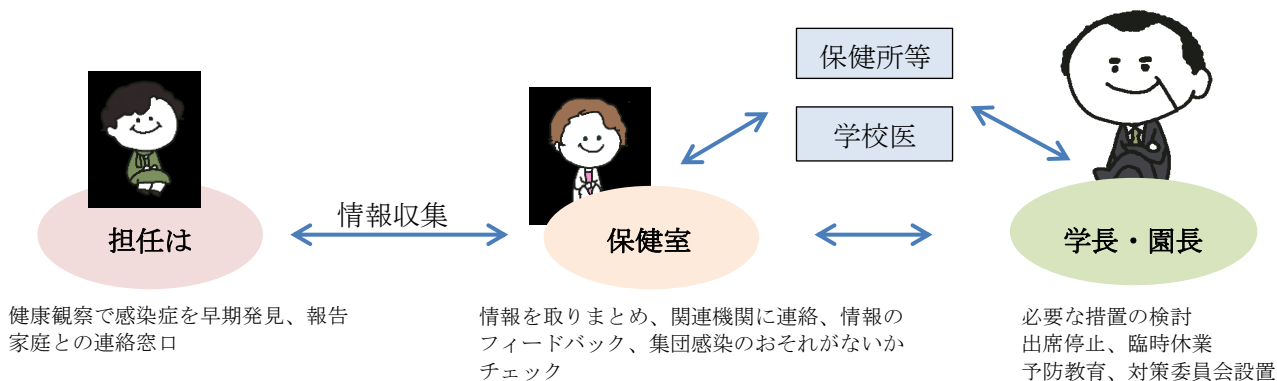 保健所等
学校医
情報収集
担任は
保健室
学長・園長
健康観察で感染症を早期発見、報告
家庭との連絡窓口
情報を取りまとめ、関連機関に連絡、情報の
フィードバック、集団感染のおそれがないか
チェック
必要な措置の検討
出席停止、臨時休業
予防教育、対策委員会設置